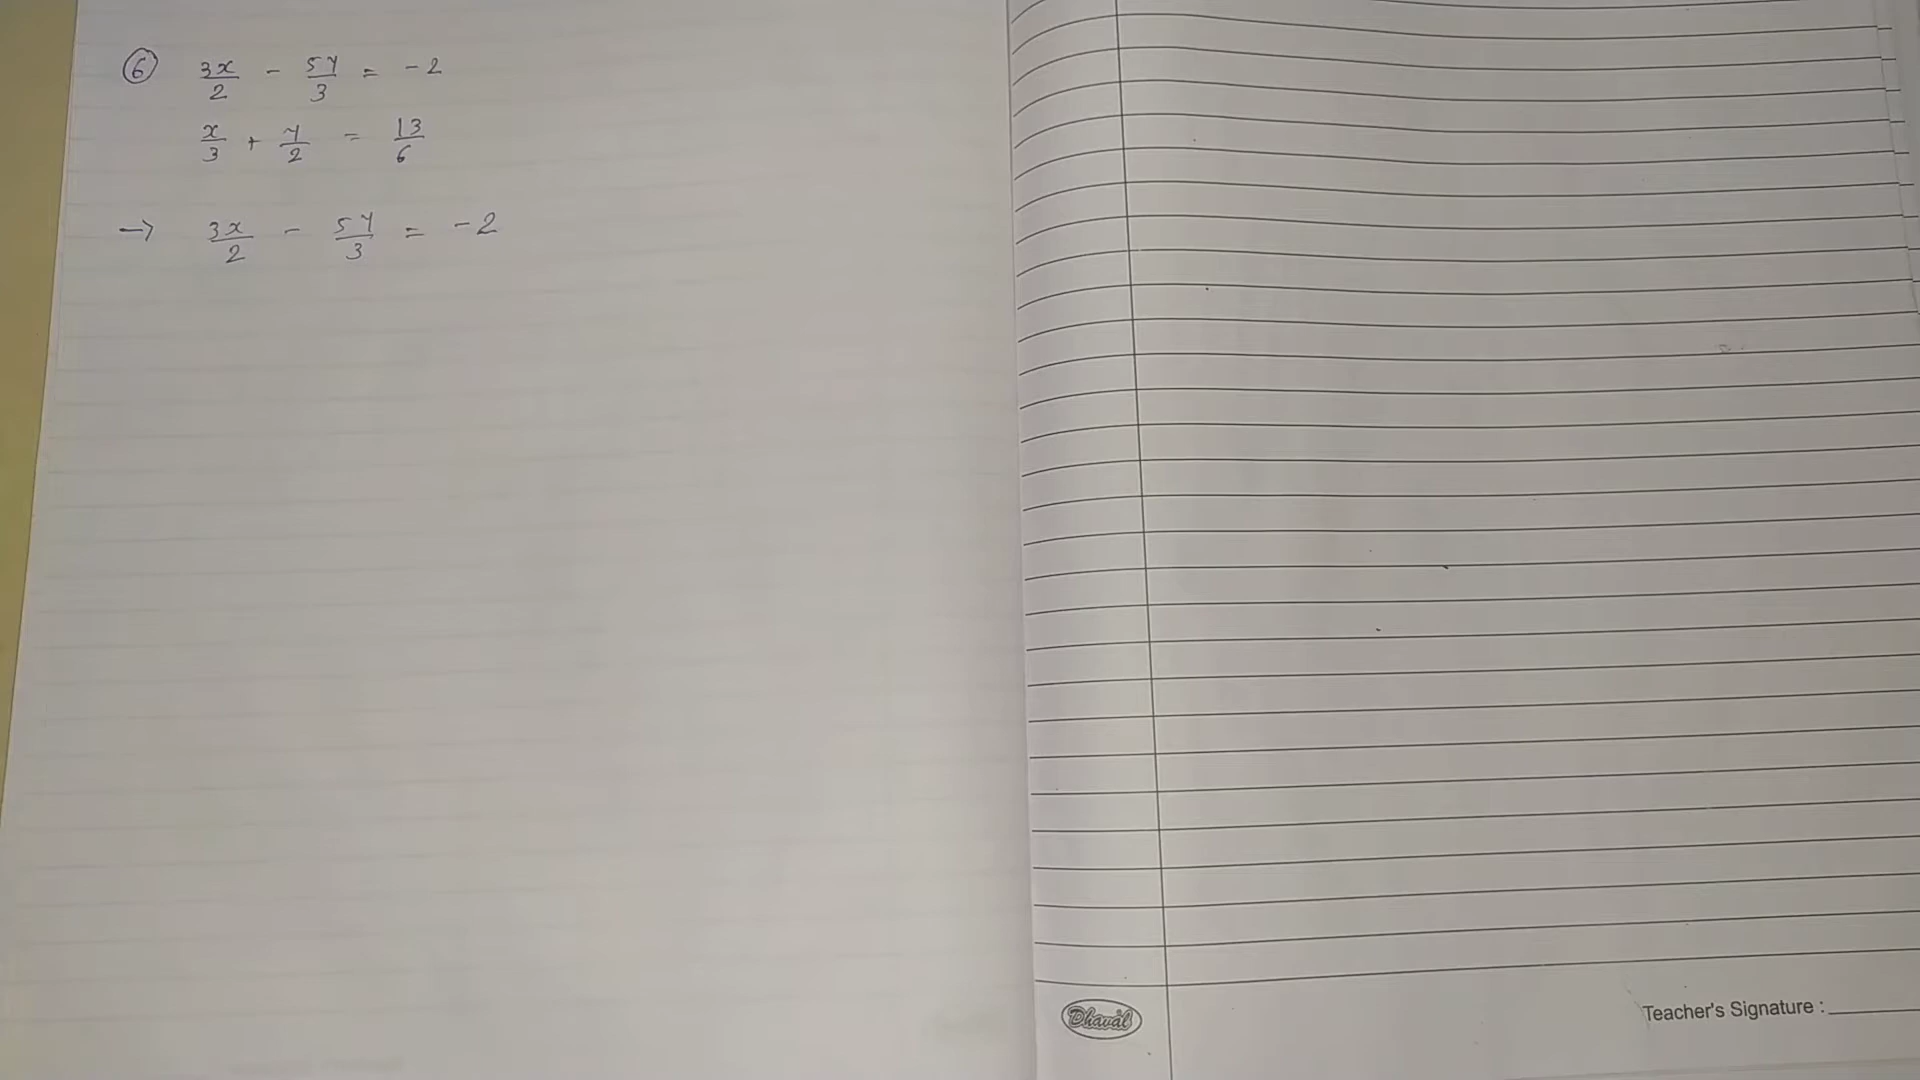 ⑥ 3x/2 - 5y/3 = -2
x/3 + y/2 = 13/6
→ 3x/2 - 5y/3 = -2
Dhaval
Teacher's Signature :